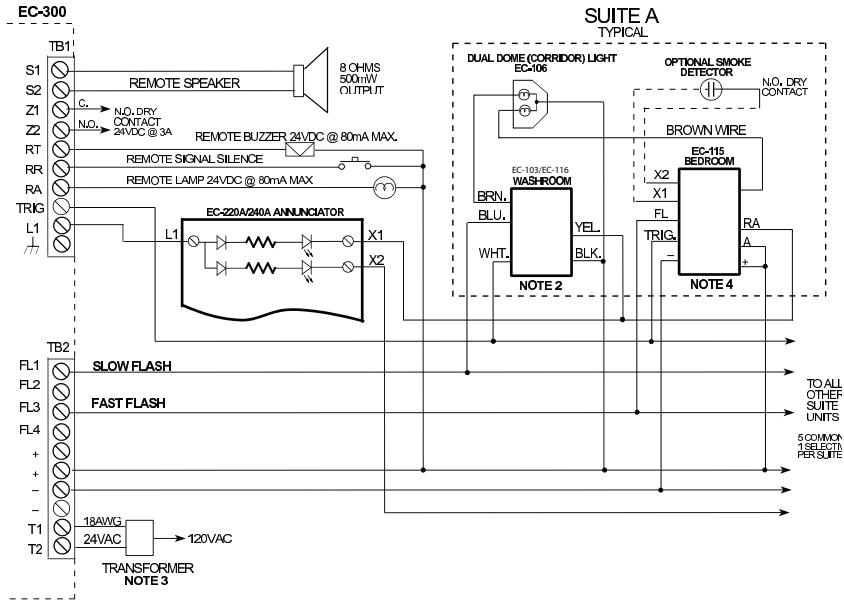 EC-300
SUITE A
TYPICAL
TB1
S1
S2
Z1
Z2
RT
RR
RA
TRIG
L1
REMOTE SPEAKER
8 OHMS
500mW
OUTPUT
C.
N.O.
N.O. DRY
CONTACT
24VDC @ 3A
REMOTE BUZZER 24VDC @ 80mA MAX.
REMOTE SIGNAL SILENCE
REMOTE LAMP 24VDC @ 80mA MAX
EC-220A/240A ANNUNCIATOR
L1
X1
X2
DUAL DOME (CORRIDOR) LIGHT
EC-106
OPTIONAL SMOKE
DETECTOR
N.O. DRY
CONTACT
BROWN WIRE
EC-103/EC-116
WASHROOM
BRN.
BLU.
WHT.
YEL.
BLK.
NOTE 2
EC-115
BEDROOM
X2
X1
FL
TRIG.
–
RA
A
+
NOTE 4
TB2
FL1
FL2
FL3
FL4
+
+
–
–
T1
T2
SLOW FLASH
FAST FLASH
TO ALL
OTHER
SUITE
UNITS
5 COMMON
PER SUITE
18AWG
24VAC
120VAC
TRANSFORMER
NOTE 3